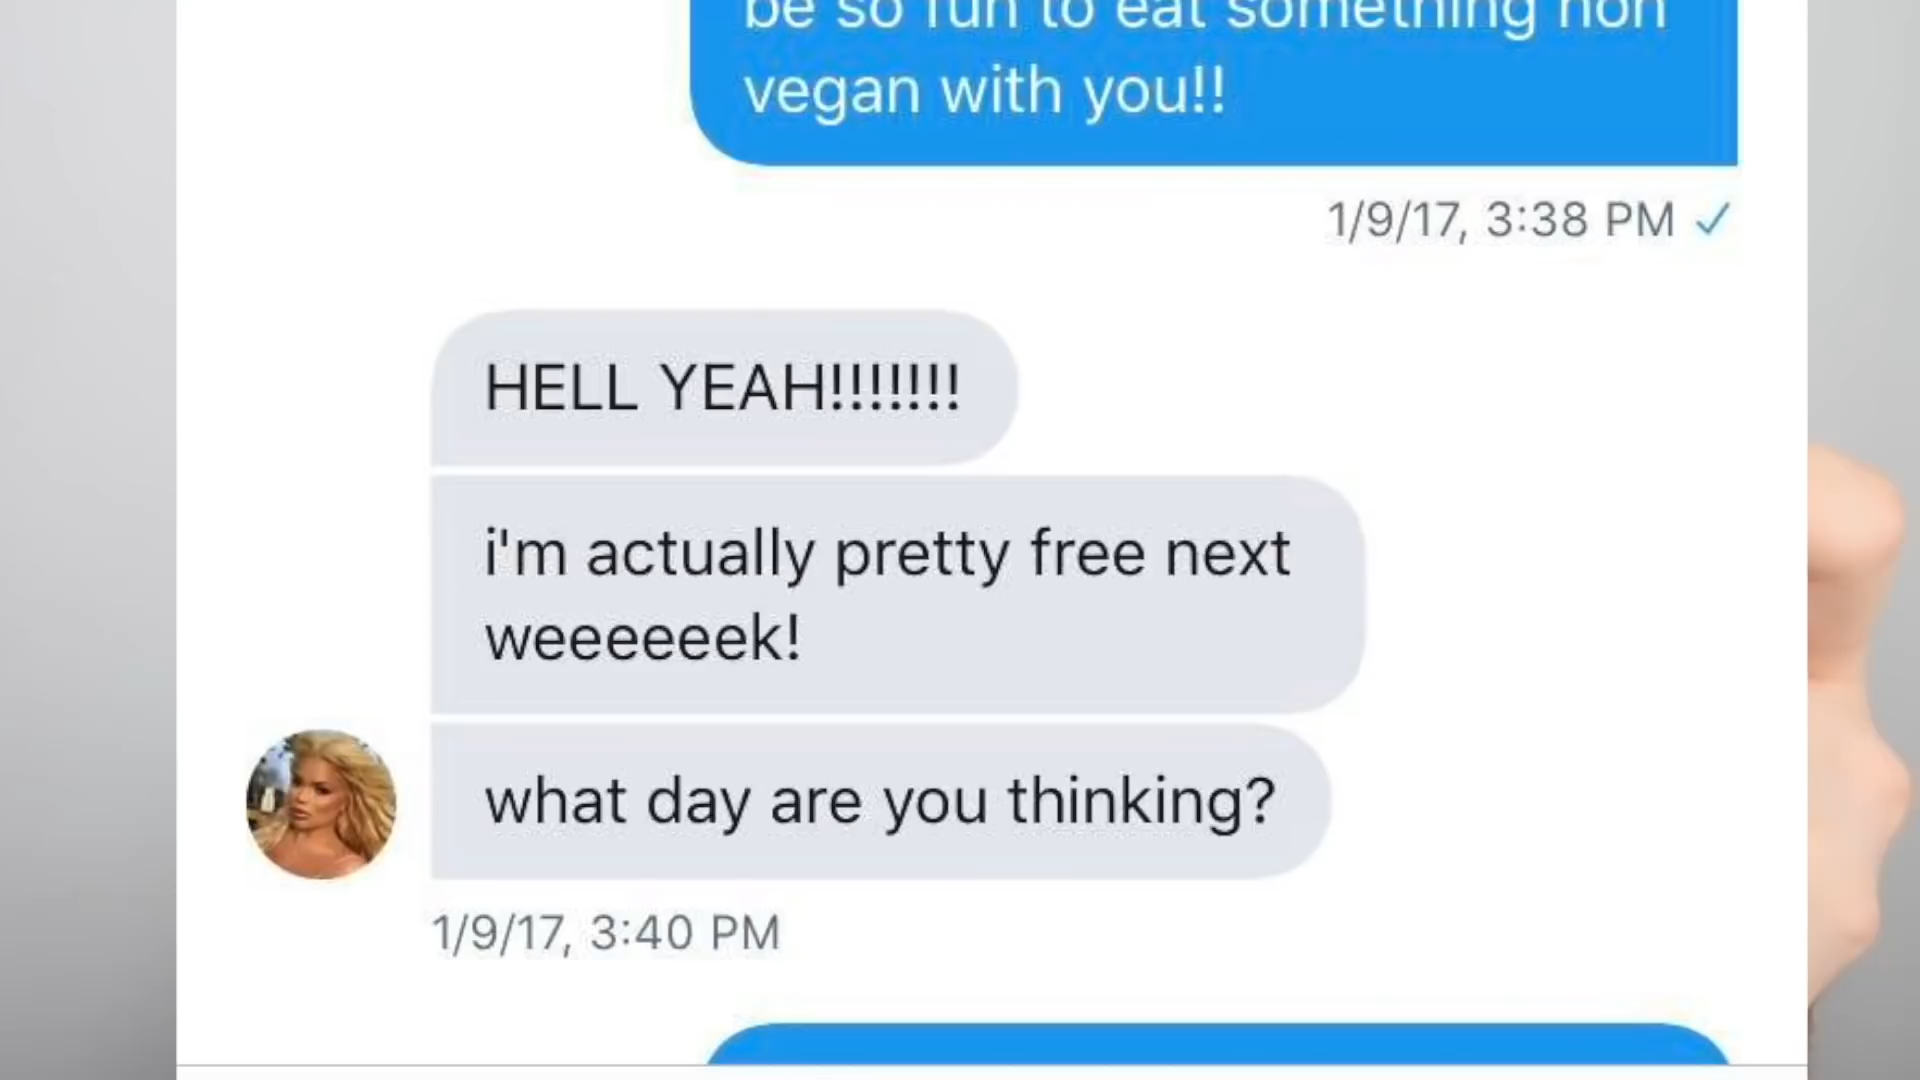 be so fun to eat something non
vegan with you!!
1/9/17, 3:38 PM
HELL YEAH!!!!!!!
i'm actually pretty free next
weeeeeek!
what day are you thinking?
1/9/17, 3:40 PM